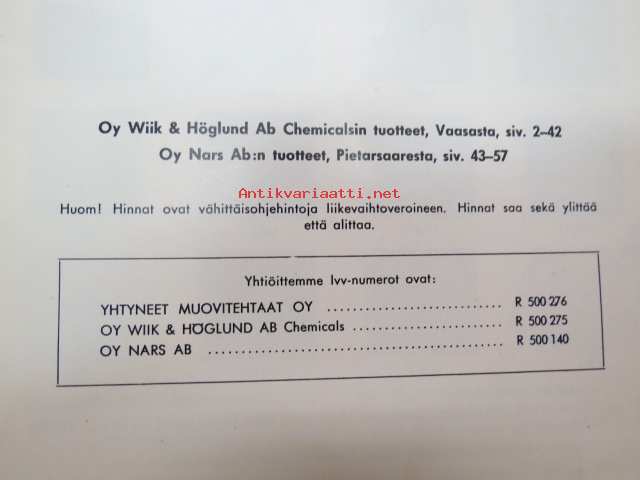 Oy Wiik & Höglund Ab Chemicalsin tuotteet, Vaasasta, siv. 2–42
Oy Nars Ab:n tuotteet, Pietarsaaresta, siv. 43–57
Antikvariaatti.net
Huom! Hinnat ovat vähittäisohjehintoja liikevaihtoveroineen. Hinnat saa sekä ylittää
että alittaa.
Yhtiöittemme lvv-numerot ovat:
YHTYNEET MUOVITEHTAAT OY ................................ R 500 276
OY WIIK & HÖGLUND AB Chemicals ........................... R 500 275
OY NARS AB ..................................................... R 500 140